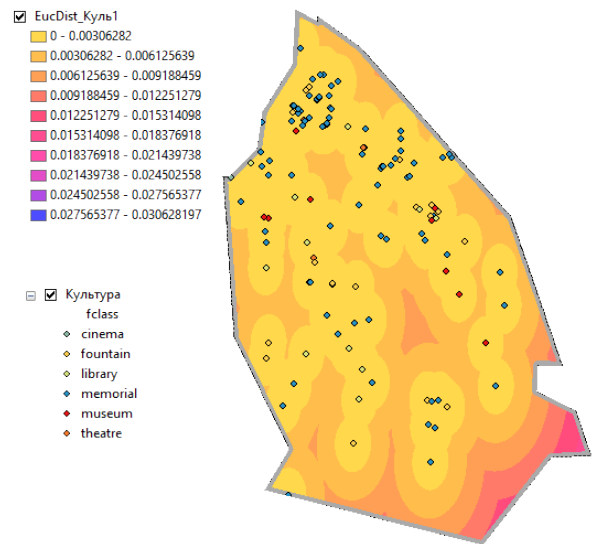 EucDist_Куль1
0 - 0.00306282
0.00306282 - 0.006125639
0.006125639 - 0.009188459
0.009188459 - 0.012251279
0.012251279 - 0.015314098
0.015314098 - 0.018376918
0.018376918 - 0.021439738
0.021439738 - 0.024502558
0.024502558 - 0.027565377
0.027565377 - 0.030628197
Культура
fclass
cinema
fountain
library
memorial
museum
theatre